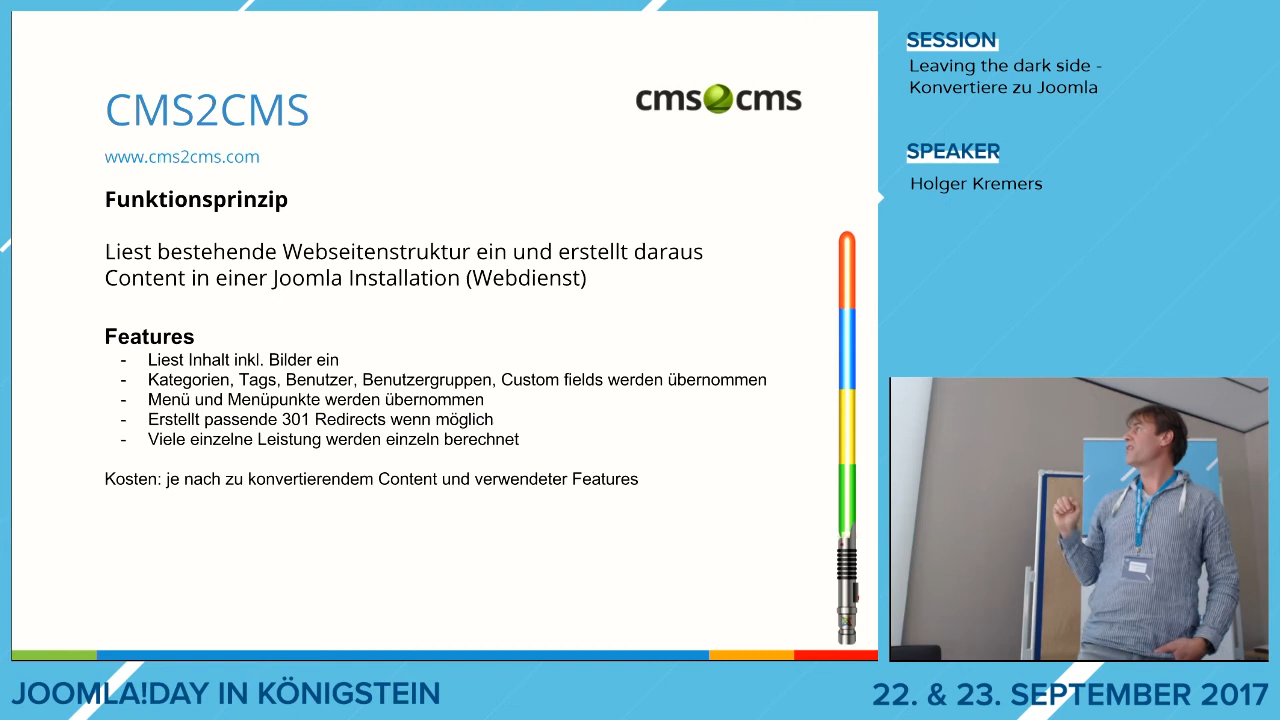 CMS2CMS
cms2cms
www.cms2cms.com
Funktionsprinzip
Liest bestehende Webseitenstruktur ein und erstellt daraus
Content in einer Joomla Installation (Webdienst)
Features
- Liest Inhalt inkl. Bilder ein
- Kategorien, Tags, Benutzer, Benutzergruppen, Custom fields werden übernommen
- Menü und Menüpunkte werden übernommen
- Erstellt passende 301 Redirects wenn möglich
- Viele einzelne Leistung werden einzeln berechnet
Kosten: je nach zu konvertierendem Content und verwendeter Features
SESSION
Leaving the dark side -
Konvertiere zu Joomla
SPEAKER
Holger Kremers
JOOMLA!DAY IN KÖNIGSTEIN
22. & 23. SEPTEMBER 2017